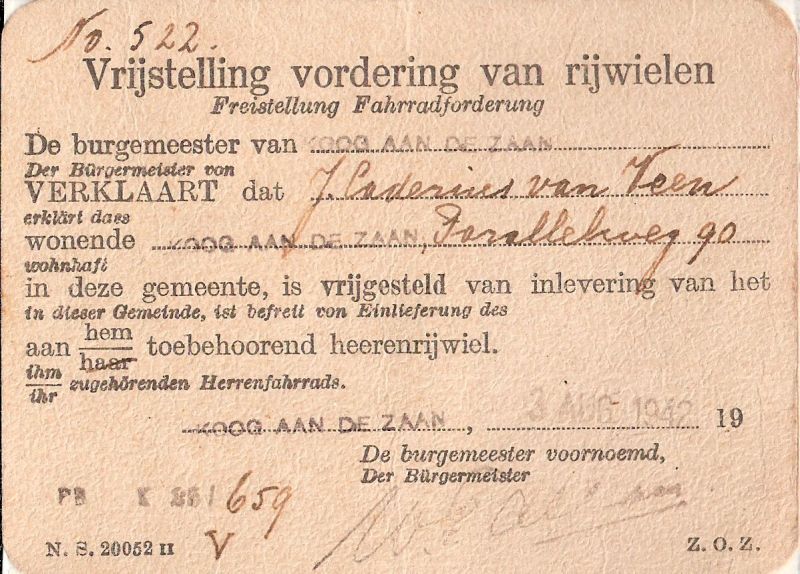 No. 522.
Vrijstelling vordering van rijwielen
Freistellung Fahrradforderung
De burgemeester van KOOG AAN DE ZAAN
Der Bürgermeister von
VERKLAART dat J. Caderius van Veen
erklärt dass
wonende KOOG AAN DE ZAAN, Parallelweg 90
wohnhaft
in deze gemeente, is vrijgesteld van inlevering van het
in dieser Gemeinde, ist befreit von Einlieferung des
aan hem toebehoorend heerenrijwiel.
haar
ihm zugehörenden Herrenfahrrads.
ihr
KOOG AAN DE ZAAN, 3 AUG 1942 19
De burgemeester voornoemd,
Der Bürgermeister
659
N. S. 20052 II V Z. O. Z.